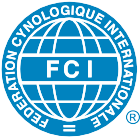 FEDERATION CYNOLOGIQUE INTERNATIONALE
FCI
®